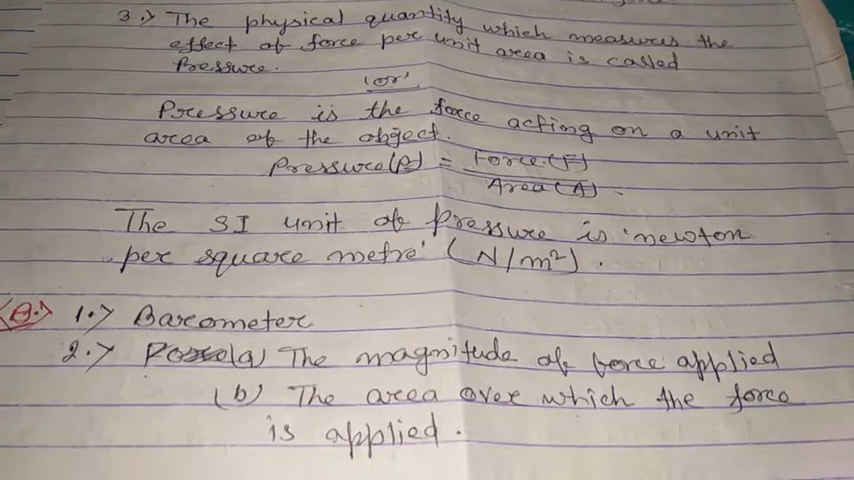 3.> The physical quantity which measures the
effect of force per unit area is called
Pressure.
'or'
Pressure is the force acting on a unit
area of the object.
Pressure(P) = Force(F)
Area(A)
The SI unit of Pressure is 'newton
per square metre' (N/m²).
(B.) 1.> Barometer
2.> (a) The magnitude of force applied
(b) The area over which the force
is applied.